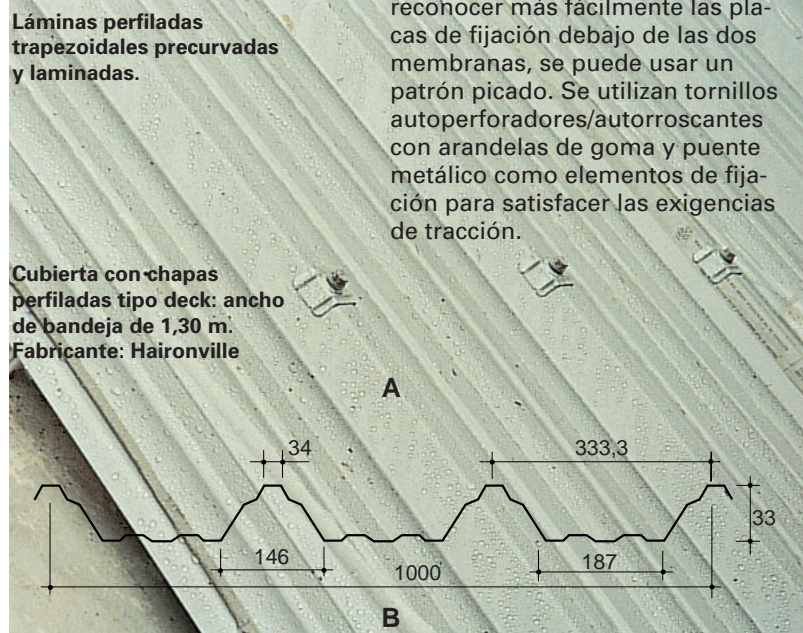 Láminas perfiladas
trapezoidales precurvadas
y laminadas.
reconocer más fácilmente las pla-
cas de fijación debajo de las dos
membranas, se puede usar un
patrón picado. Se utilizan tornillos
autoperforadores/autorroscantes
con arandelas de goma y puente
metálico como elementos de fija-
ción para satisfacer las exigencias
de tracción.
Cubierta con chapas
perfiladas tipo deck: ancho
de bandeja de 1,30 m.
Fabricante: Haironville
A
34
333,3
33
146
187
1000
B